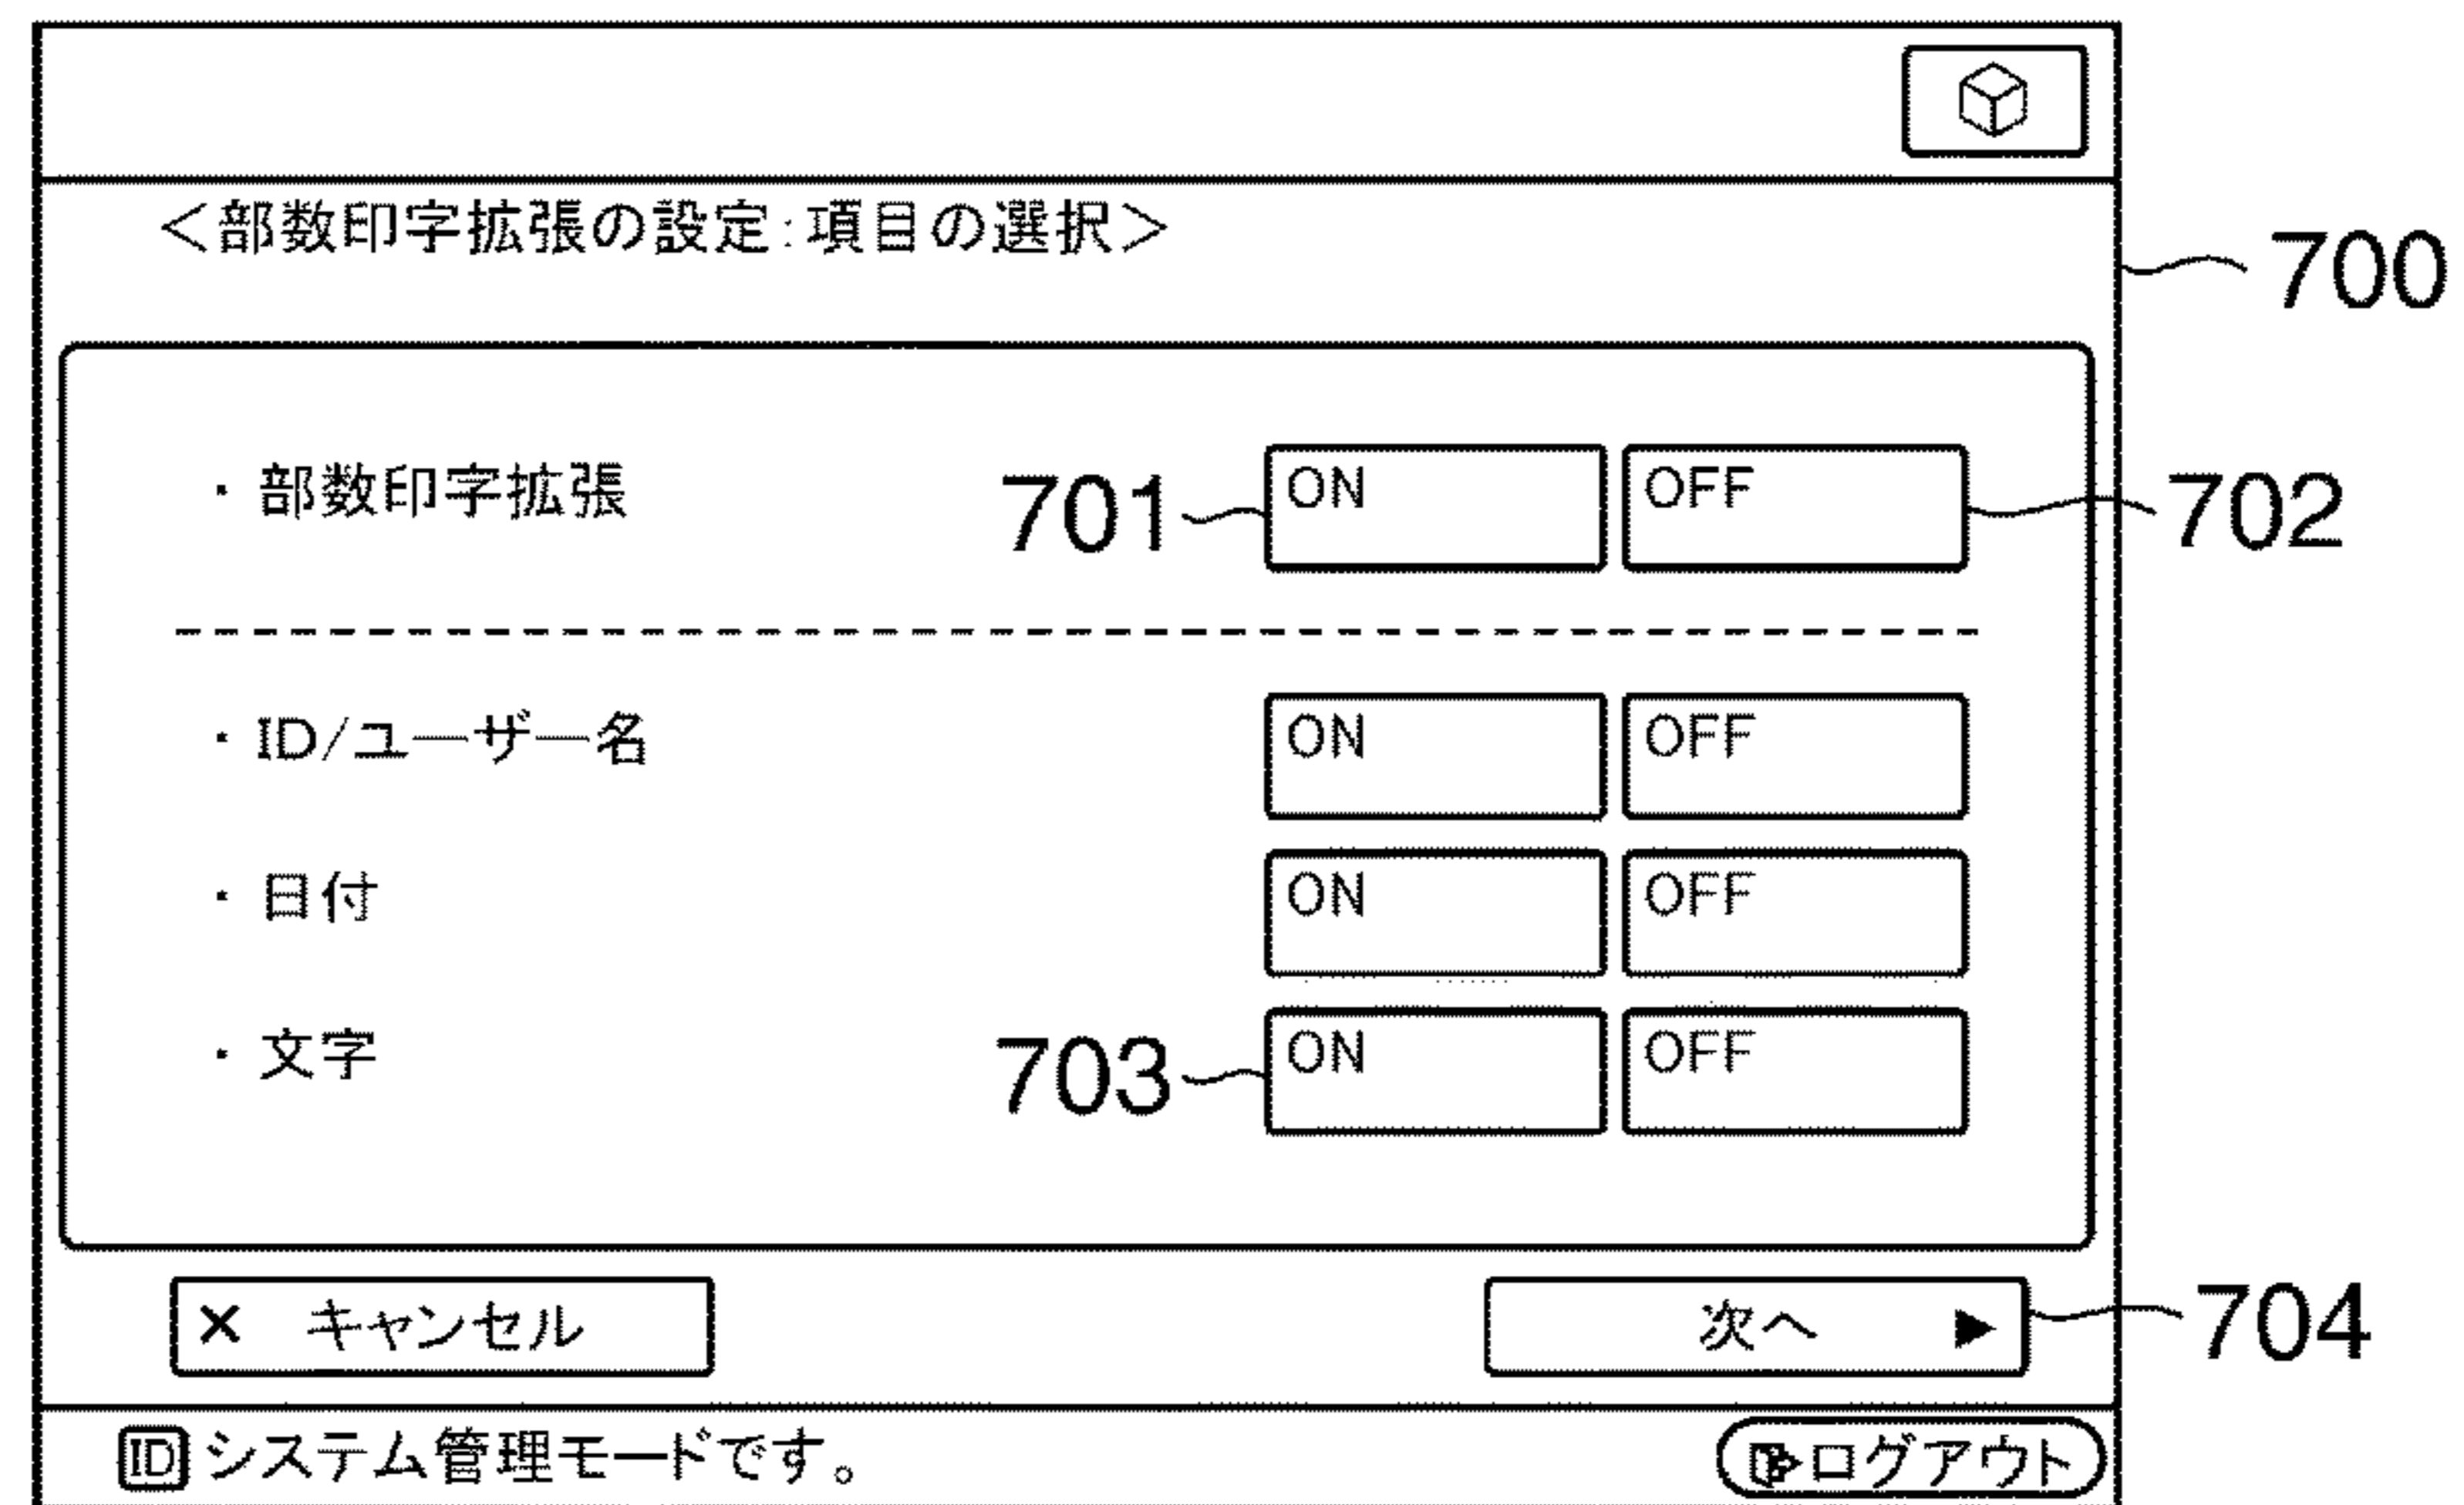 <部数印字拡張の設定:項目の選択>
700
・部数印字拡張 701 ON OFF 702
・ID/ユーザー名 ON OFF
・日付 ON OFF
・文字 703 ON OFF
× キャンセル 次へ ▶ 704
ID システム管理モードです。 ログアウト